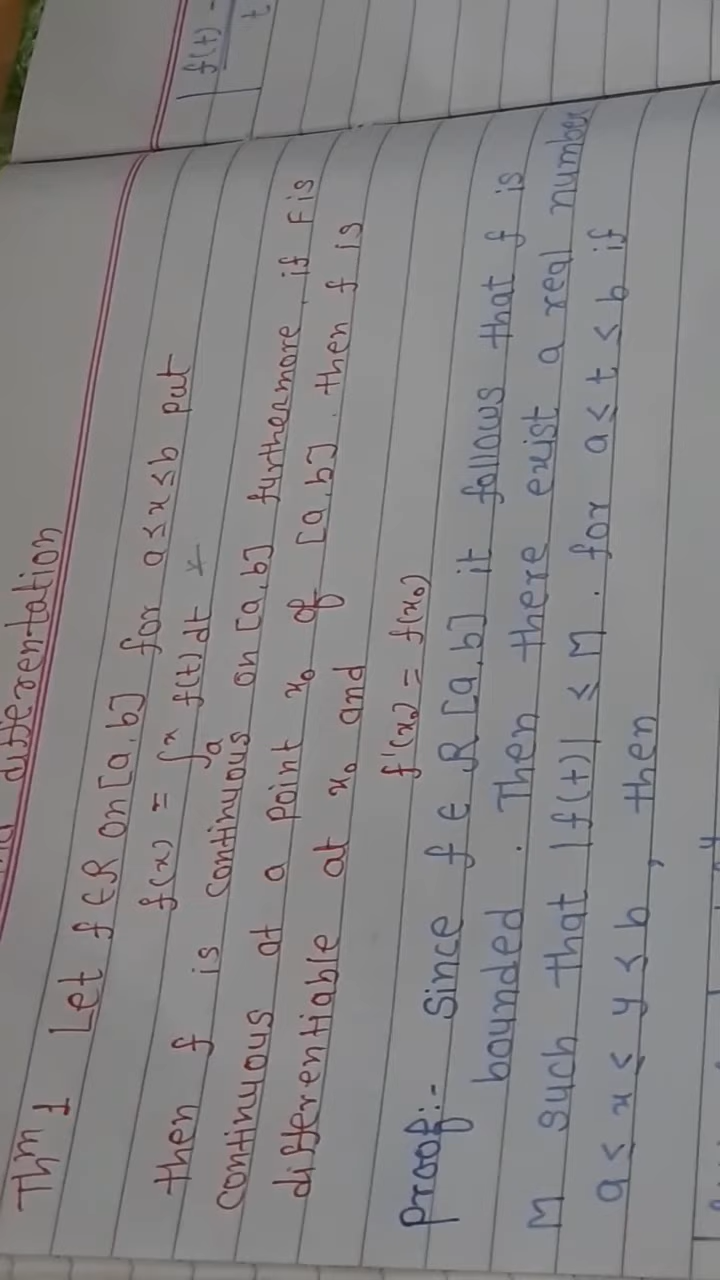 differentation
Thm 1 Let f ∈ R on [a, b] for a ≤ x ≤ b put
f(x) = ∫ₐˣ f(t) dt *
then f is continuous on [a, b] furthermore, if F is
continuous at a point x₀ of [a, b]. then f is
differentiable at x₀ and
f'(x₀) = f(x₀)
Proof:- Since f ∈ R [a, b] it follows that f is
bounded. Then there exist a real number
M such that |f(t)| ≤ M. for a ≤ t ≤ b if
a ≤ x ≤ y ≤ b, then
| f(t) -
t